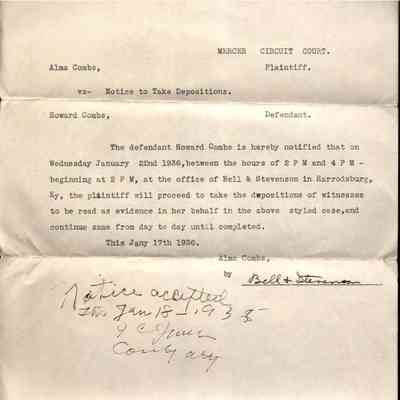 MERCER CIRCUIT COURT.
Alma Combs, Plaintiff.
vs- Notice to Take Depositions.
Howard Combs, Defendant.
The defendant Howard Combs is hereby notified that on
Wednesday January 22nd 1936,between the hours of 2 P M and 4 P M -
beginning at 2 P M, at the office of Bell & Stevenson in Harrodsburg,
Ky, the plaintiff will proceed to take the depositions of witnesses
to be read as evidence in her behalf in the above styled case,and
continue same from day to day until completed.
This Jany 17th 1936.
Alma Combs,
by Bell & Stevenson
Notice accepted
Jan 18 - 193